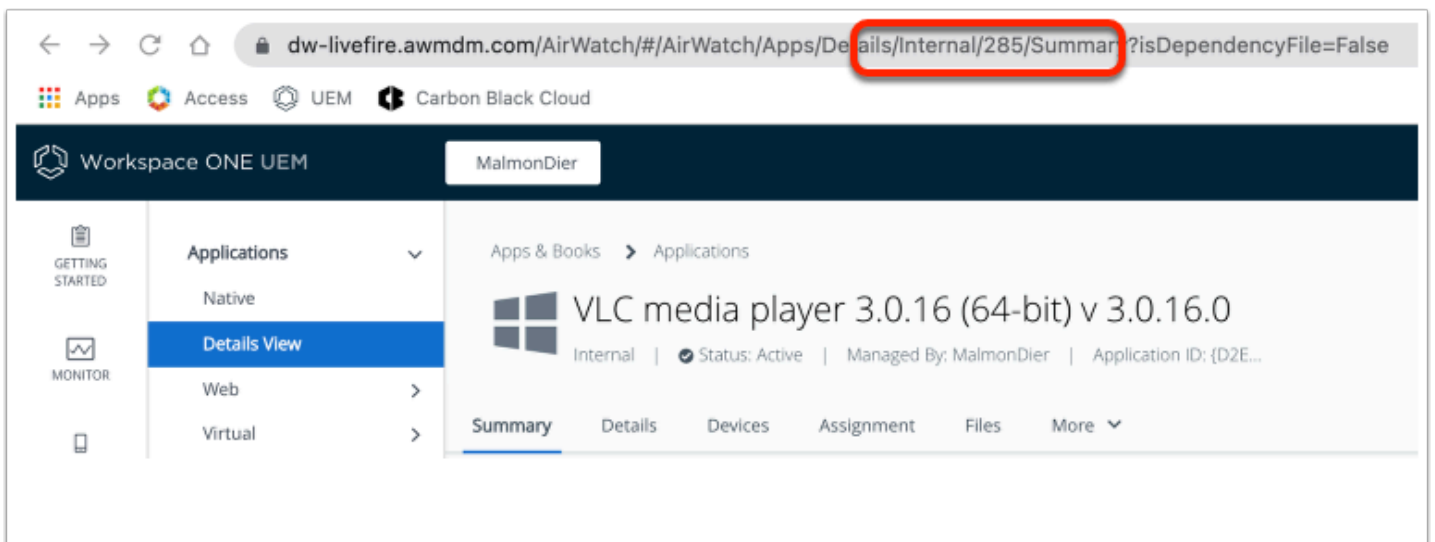 dw-livefire.awmdm.com/AirWatch/#/AirWatch/Apps/Details/Internal/285/Summary?isDependencyFile=False
Apps Access UEM Carbon Black Cloud
Workspace ONE UEM MalmonDier
GETTING
STARTED
MONITOR
Applications
Native
Details View
Web
Virtual
Apps & Books > Applications
VLC media player 3.0.16 (64-bit) v 3.0.16.0
Internal | Status: Active | Managed By: MalmonDier | Application ID: {D2E...
Summary Details Devices Assignment Files More